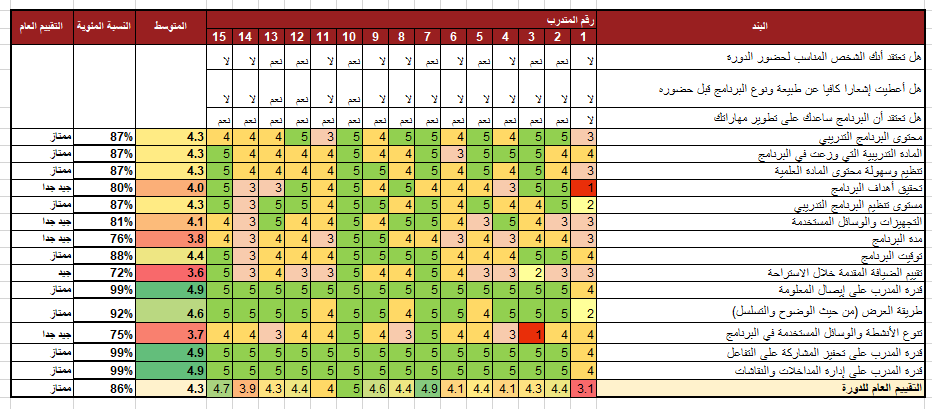 البند رقم المتدرب المتوسط النسبة المئوية التقييم العام
1 2 3 4 5 6 7 8 9 10 11 12 13 14 15
هل تعتقد أنك الشخص المناسب لحضور الدورة لا نعم نعم لا نعم لا نعم لا لا نعم لا نعم نعم لا لا
هل أعطيت إشعارا كافيا عن طبيعة ونوع البرنامج قبل حضوره لا نعم لا لا لا لا لا لا لا نعم لا نعم نعم لا لا
هل تعتقد أن البرنامج ساعدك على تطوير مهاراتك لا نعم نعم نعم نعم نعم نعم نعم نعم نعم نعم نعم نعم نعم نعم
محتوى البرنامج التدريبي 3 5 5 4 5 4 5 5 4 5 3 5 4 4 4 4.3 87% ممتاز
المادة التدريبية التي وزعت في البرنامج 4 4 5 5 5 3 5 4 4 5 4 4 4 4 5 4.3 87% ممتاز
تنظيم وسهولة محتوى المادة العلمية 3 5 5 4 4 4 5 4 5 5 4 4 4 4 5 4.3 87% ممتاز
تحقيق أهداف البرنامج 1 5 5 3 4 4 4 5 4 5 4 5 3 3 5 4.0 80% جيد جدا
مستوى تنظيم البرنامج التدريبي 2 5 5 4 5 4 5 5 4 5 4 4 5 3 5 4.3 87% ممتاز
التجهيزات والوسائل المستخدمة 3 3 4 5 3 4 5 5 4 5 4 4 5 3 4 4.1 81% جيد جدا
مدة البرنامج 3 4 3 4 4 3 4 4 5 5 3 4 4 3 4 3.8 76% جيد جدا
توقيت البرنامج 4 4 5 4 4 4 5 4 5 5 4 5 5 3 5 4.4 88% ممتاز
تقييم الضيافة المقدمة خلال الاستراحة 3 3 2 3 3 4 5 4 4 5 3 3 4 3 5 3.6 72% جيد
قدرة المدرب على إيصال المعلومة 4 5 5 5 5 5 5 5 5 5 5 5 5 5 5 4.9 99% ممتاز
طريقة العرض (من حيث الوضوح والتسلسل) 2 5 5 5 5 4 5 4 5 5 4 5 5 5 5 4.6 92% ممتاز
تنوع الأنشطة والوسائل المستخدمة في البرنامج 4 4 1 3 4 4 5 3 4 5 4 4 3 4 4 3.7 75% جيد جدا
قدرة المدرب على تحفيز المشاركة على التفاعل 4 5 5 5 5 5 5 5 5 5 5 5 5 5 5 4.9 99% ممتاز
قدرة المدرب على إدارة المداخلات والنقاشات 4 5 5 5 5 5 5 5 5 5 5 5 5 5 5 4.9 99% ممتاز
التقييم العام للدورة 3.1 4.4 4.3 4.1 4.4 4.1 4.9 4.4 4.6 5 4 4.4 4.3 3.9 4.7 4.3 86% ممتاز